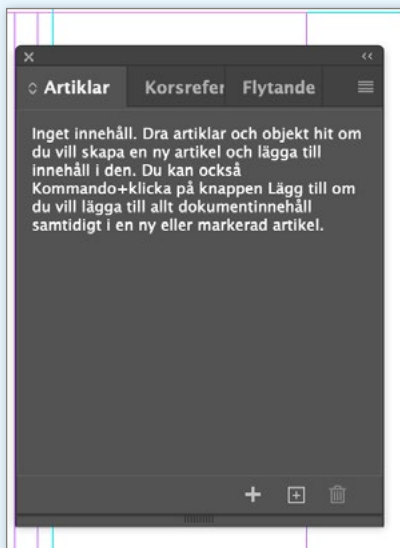 Artiklar Korsrefer Flytande
Inget innehåll. Dra artiklar och objekt hit om
du vill skapa en ny artikel och lägga till
innehåll i den. Du kan också
Kommando+klicka på knappen Lägg till om
du vill lägga till allt dokumentinnehåll
samtidigt i en ny eller markerad artikel.